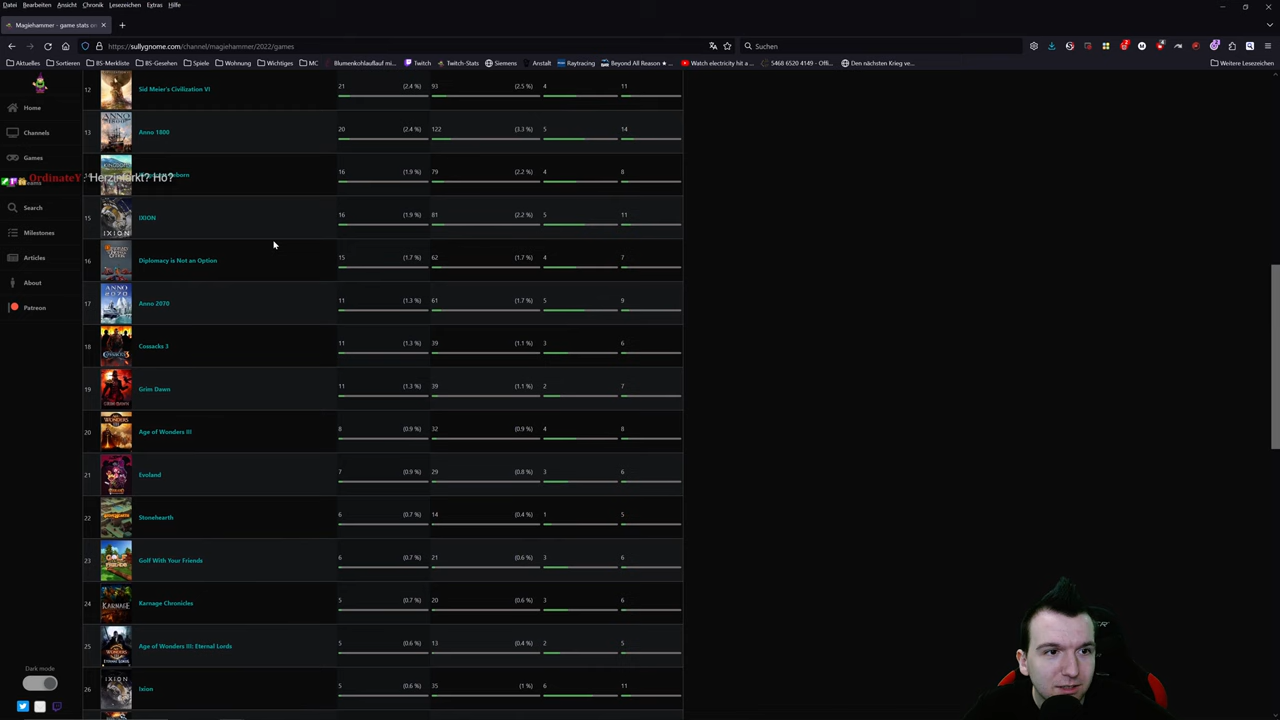 Datei Bearbeiten Ansicht Chronik Lesezeichen Extras Hilfe
Magiehammer - game stats on
https://sullygnome.com/channel/magiehammer/2022/games
Suchen
Aktuelles Sortieren BS-Merkliste BS-Gesehen Spiele Wohnung Wichtiges MC Blumenkohlauflauf mi... Twitch Twitch-Stats Siemens Anstalt Raytracing Beyond All Reason ★ ... Watch electricity hit a ... 5468 6520 4149 - Offi... Den nächsten Krieg ve... Weitere Lesezeichen
Home
Channels
Games
Teams
Search
Milestones
Articles
About
Patreon
OrdinateY: Herzinfarkt? Ho?
12 Sid Meier's Civilization VI 21 (2.4 %) 93 (2.5 %) 4 11
13 Anno 1800 20 (2.4 %) 122 (3.3 %) 5 14
16 (1.9 %) 79 (2.2 %) 4 8
15 IXION 16 (1.9 %) 81 (2.2 %) 5 11
16 Diplomacy is Not an Option 15 (1.7 %) 62 (1.7 %) 4 7
17 Anno 2070 11 (1.3 %) 61 (1.7 %) 5 9
18 Cossacks 3 11 (1.3 %) 39 (1.1 %) 3 6
19 Grim Dawn 11 (1.3 %) 39 (1.1 %) 2 7
20 Age of Wonders III 8 (0.9 %) 32 (0.9 %) 4 8
21 Evoland 7 (0.9 %) 29 (0.8 %) 3 6
22 Stonehearth 6 (0.7 %) 14 (0.4 %) 1 5
23 Golf With Your Friends 6 (0.7 %) 21 (0.6 %) 3 6
24 Karnage Chronicles 5 (0.7 %) 20 (0.6 %) 3 6
25 Age of Wonders III: Eternal Lords 5 (0.6 %) 13 (0.4 %) 2 5
26 Ixion 5 (0.6 %) 35 (1 %) 6 11
Dark mode